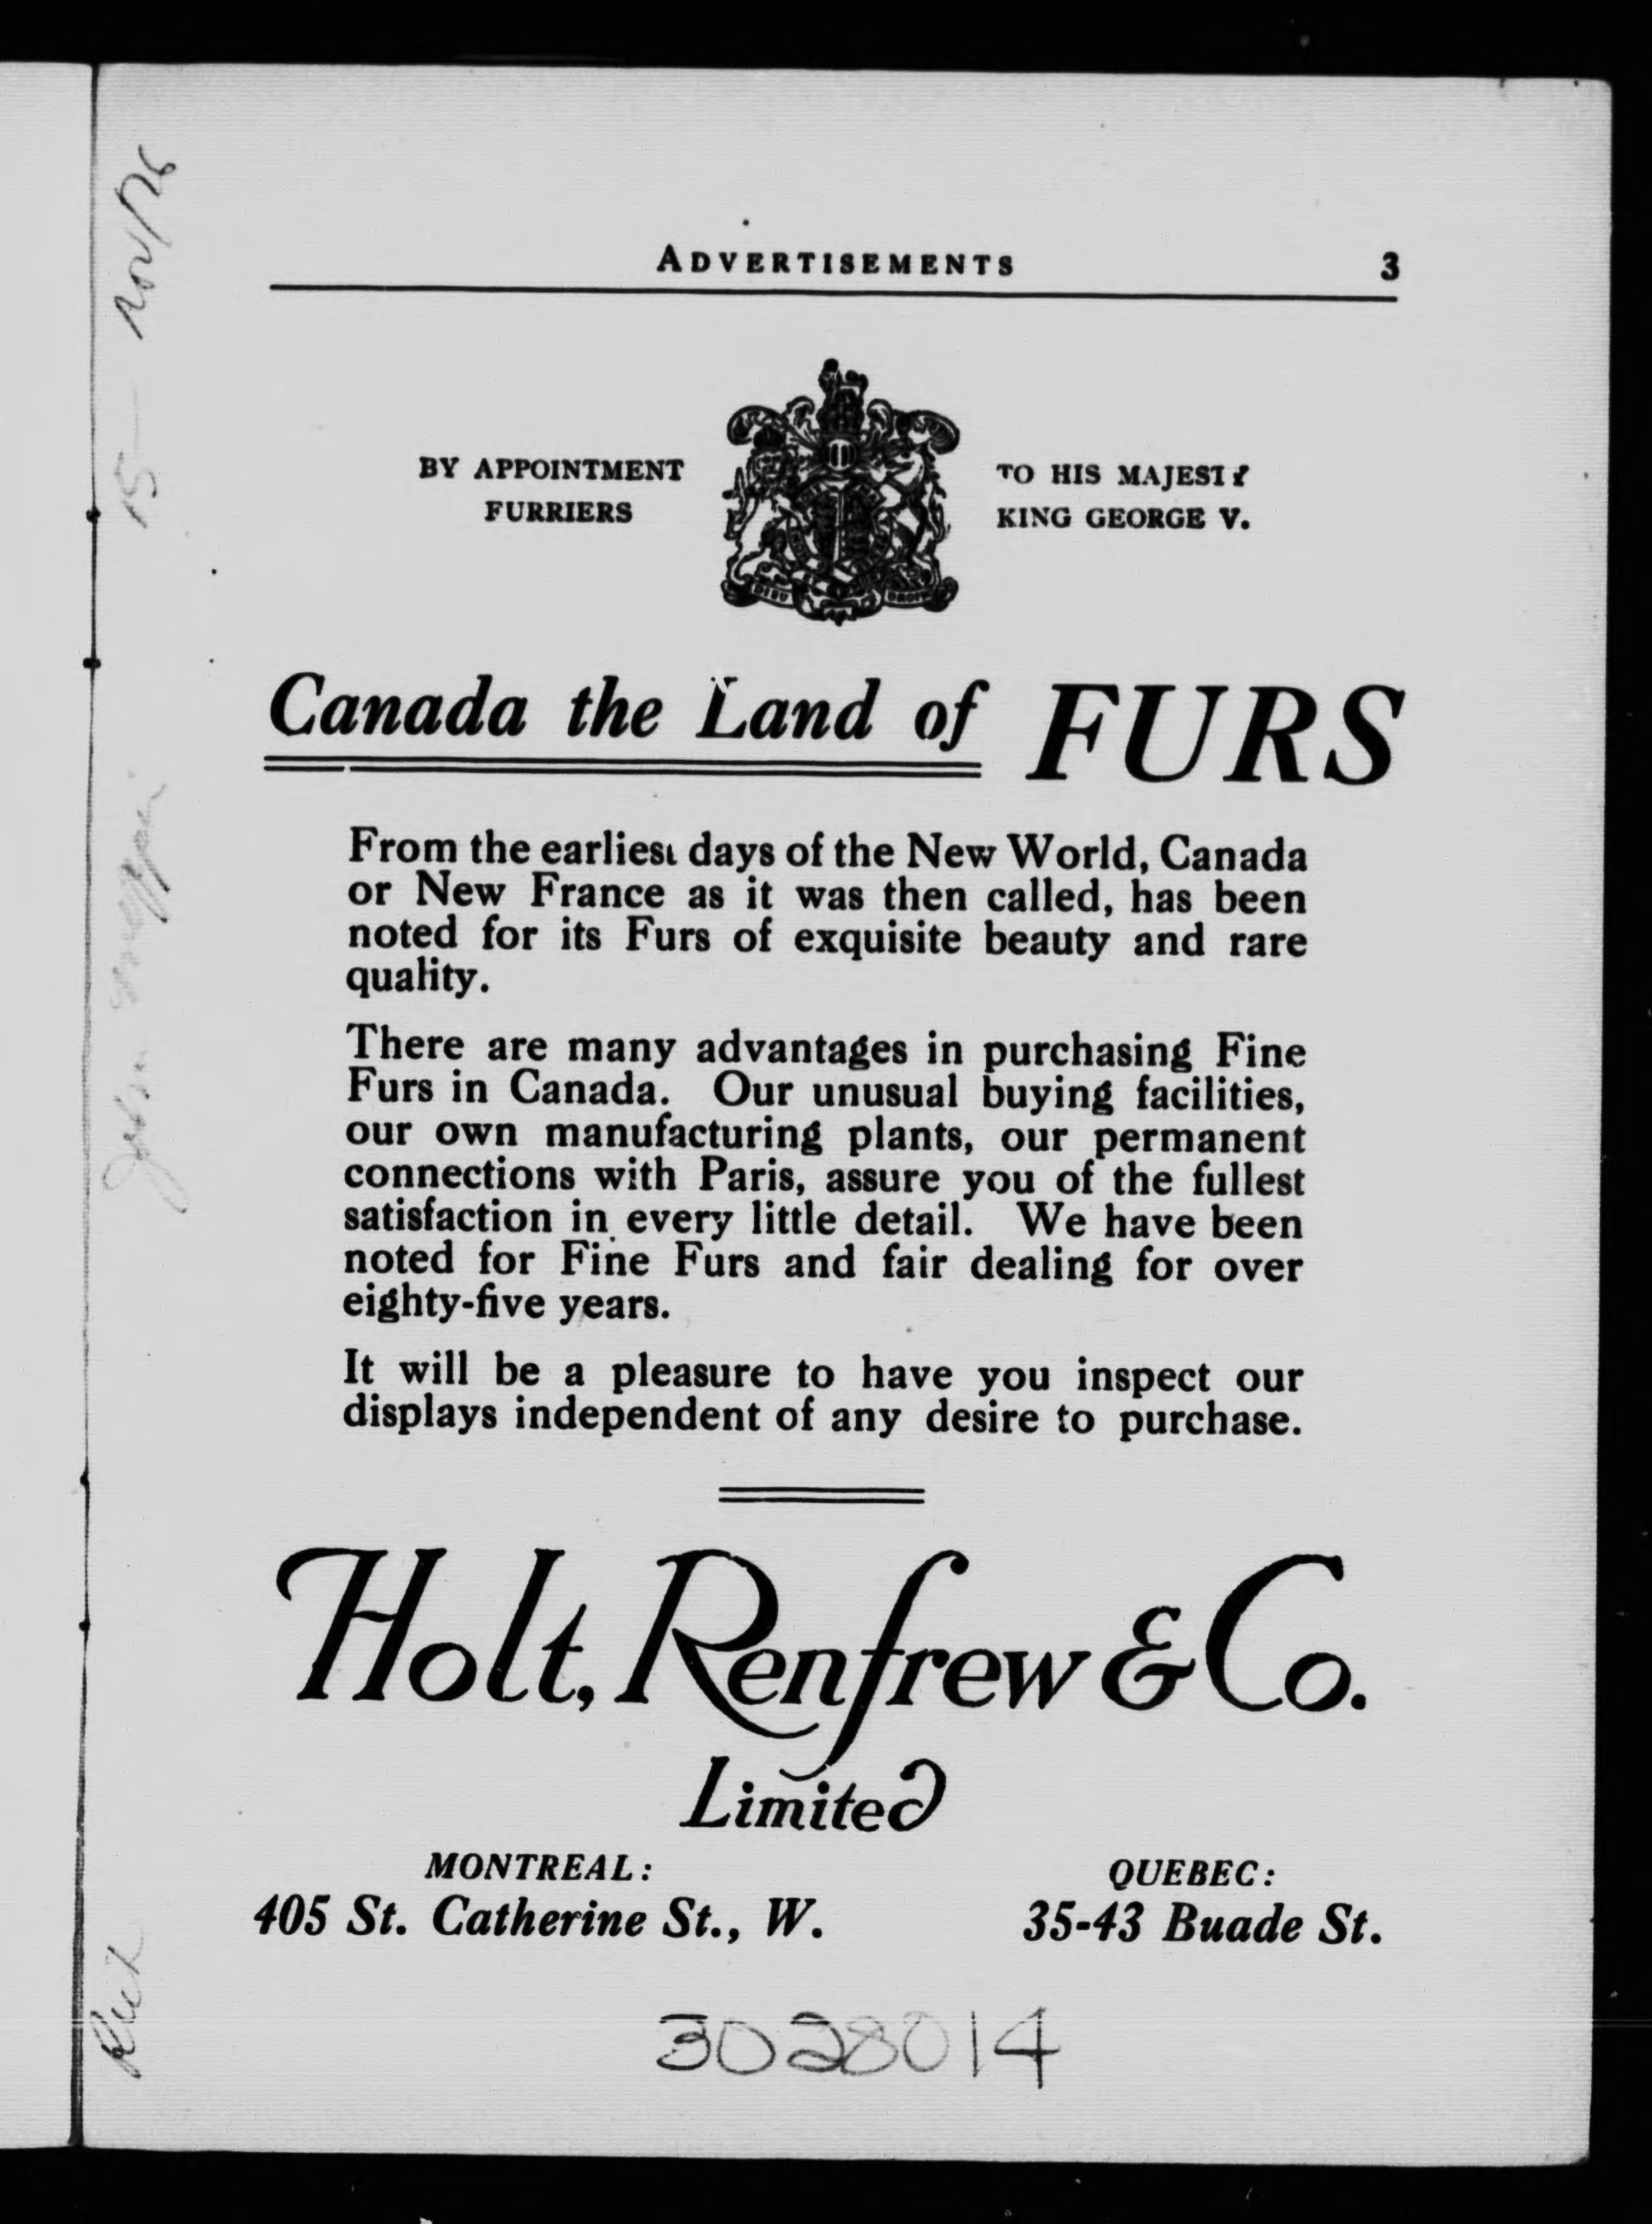 ADVERTISEMENTS 3
BY APPOINTMENT
FURRIERS
TO HIS MAJESTY
KING GEORGE V.
DIEU DROIT
Canada the Land of FURS
From the earliest days of the New World, Canada
or New France as it was then called, has been
noted for its Furs of exquisite beauty and rare
quality.
There are many advantages in purchasing Fine
Furs in Canada. Our unusual buying facilities,
our own manufacturing plants, our permanent
connections with Paris, assure you of the fullest
satisfaction in every little detail. We have been
noted for Fine Furs and fair dealing for over
eighty-five years.
It will be a pleasure to have you inspect our
displays independent of any desire to purchase.
Holt, Renfrew & Co.
Limited
MONTREAL:
405 St. Catherine St., W.
QUEBEC:
35-43 Buade St.
3028014
15— Nov/76
John